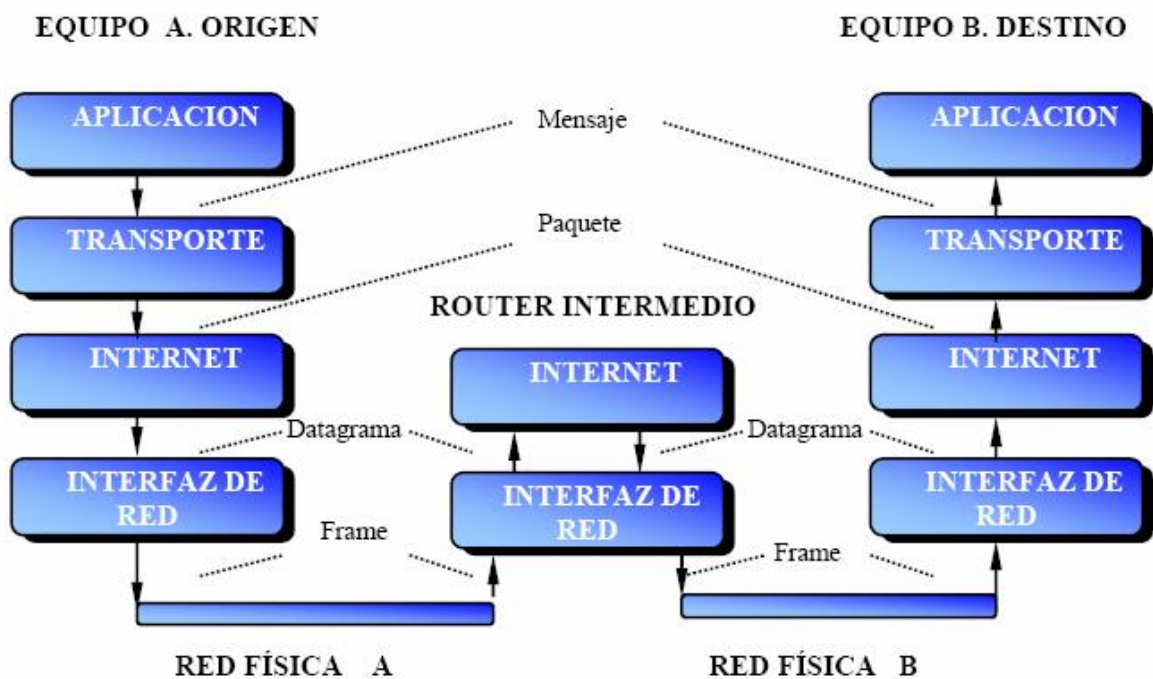 EQUIPO A. ORIGEN
EQUIPO B. DESTINO
APLICACION
Mensaje
APLICACION
TRANSPORTE
Paquete
TRANSPORTE
ROUTER INTERMEDIO
INTERNET
INTERNET
INTERNET
Datagrama
Datagrama
INTERFAZ DE
RED
INTERFAZ DE
RED
INTERFAZ DE
RED
Frame
Frame
RED FÍSICA A
RED FÍSICA B